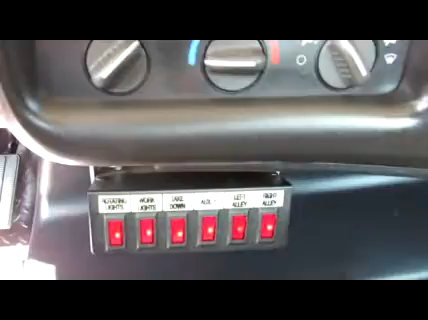 ROTATING
LIGHTS
WORK
LIGHTS
TAKE
DOWN
AUX.
LEFT
ALLEY
RIGHT
ALLEY